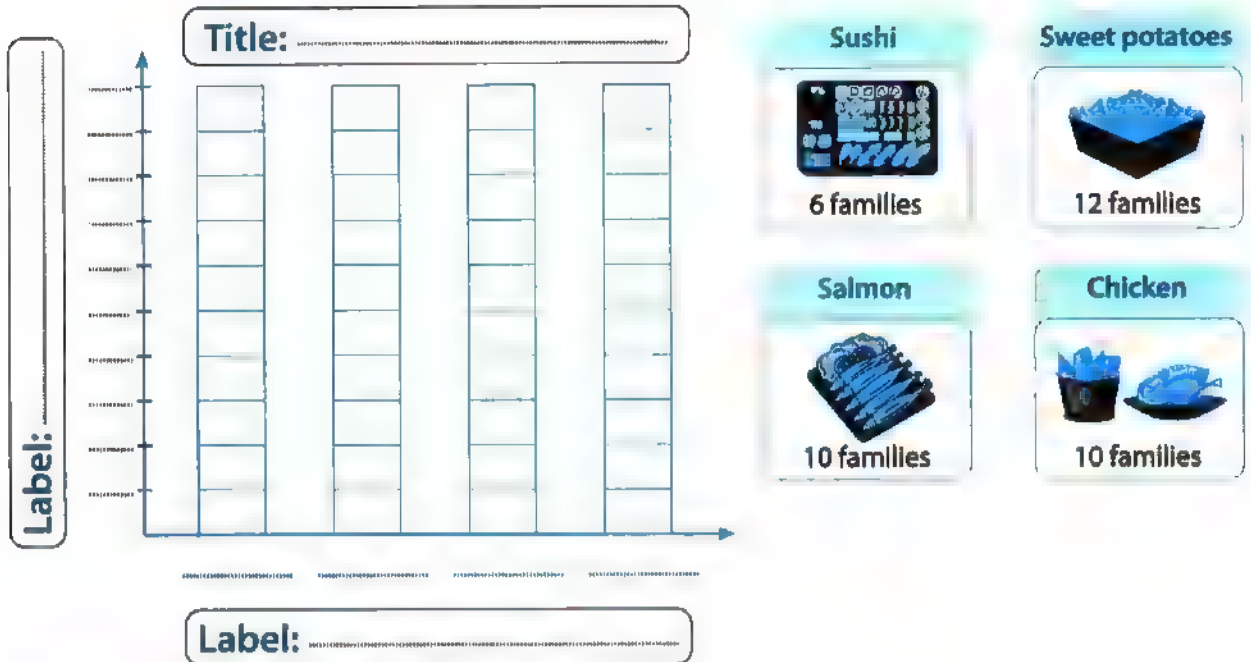 Title:
Label:
Label:
Sushi
6 families
Sweet potatoes
12 families
Salmon
10 families
Chicken
10 families